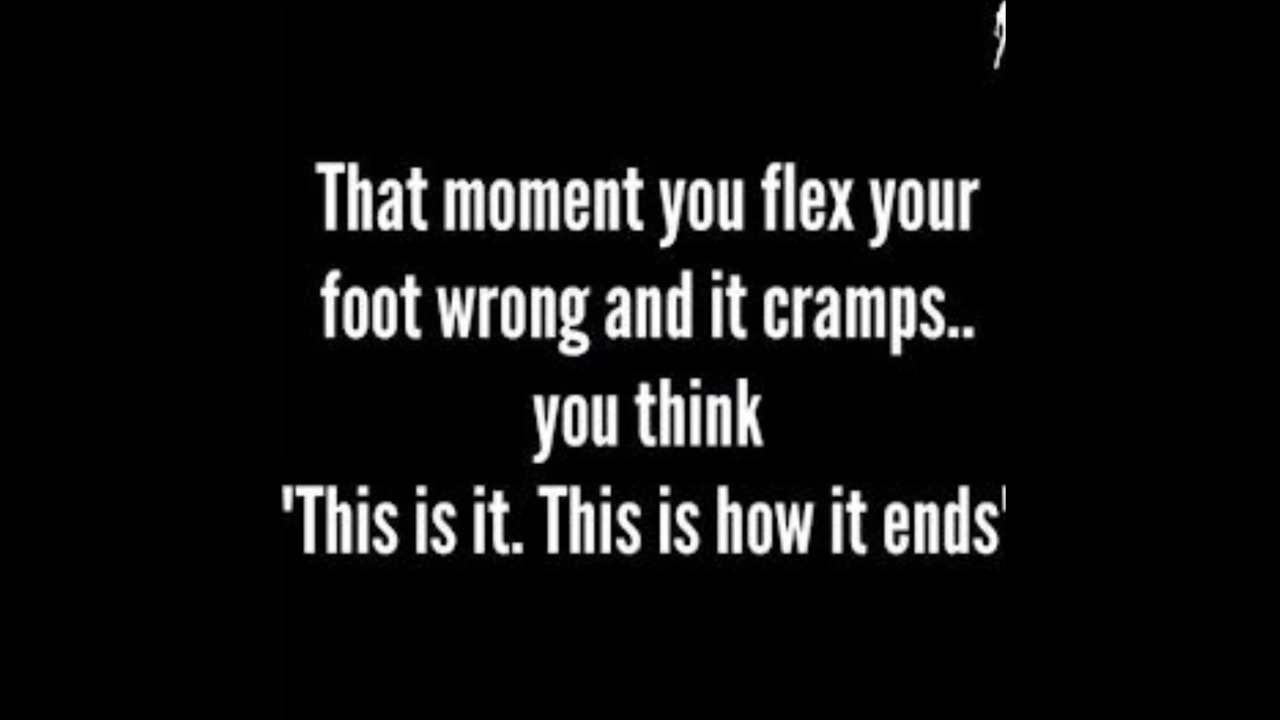 That moment you flex your
foot wrong and it cramps..
you think
'This is it. This is how it ends'